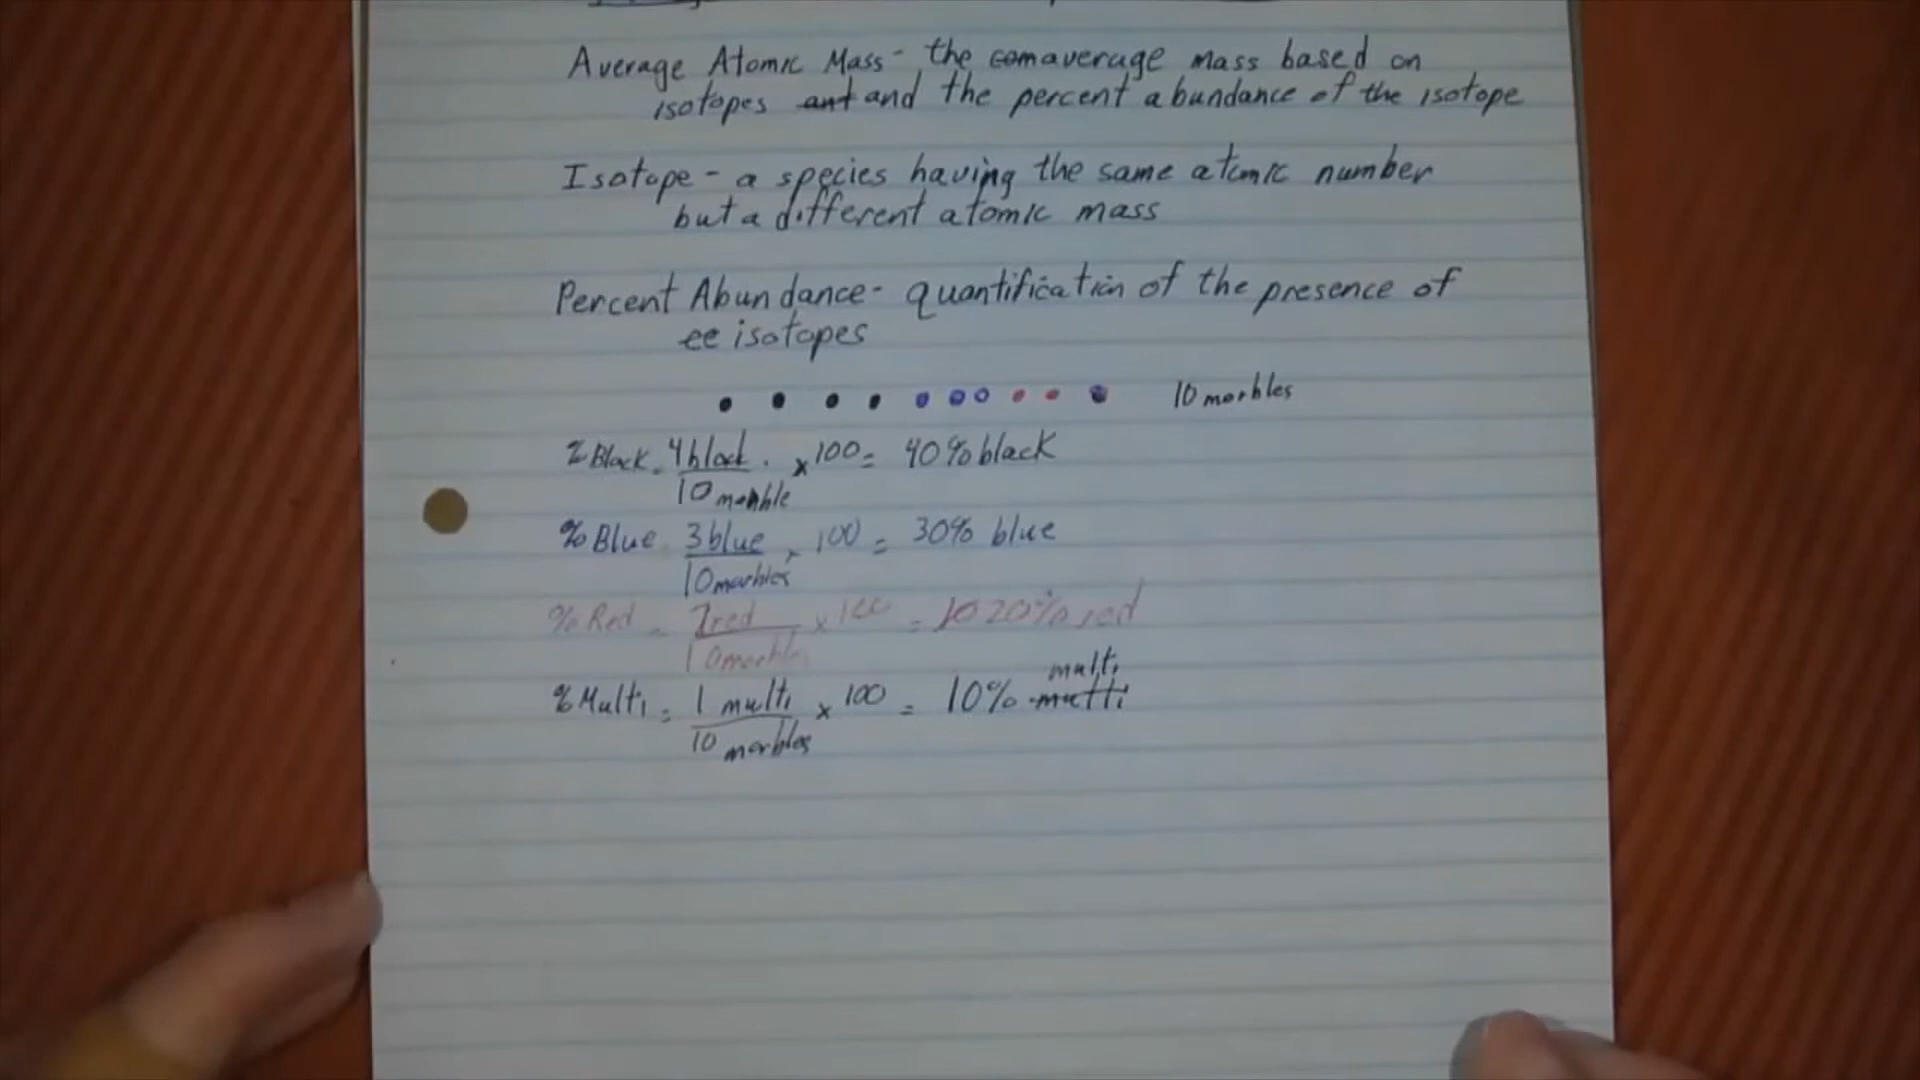 Average Atomic Mass - the com average mass based on
isotopes ant and the percent abundance of the isotope
Isotope - a species having the same atomic number
but a different atomic mass
Percent Abundance - quantification of the presence of
ee isotopes
10 marbles
% Black = 4 black x 100 = 40% black
10 marble
% Blue 3 blue x 100 = 30% blue
10 marbles
% Red = 2 red x 100 = 10 20% red
10 marbles
multi
% Multi = 1 multi x 100 = 10% multi
10 marbles